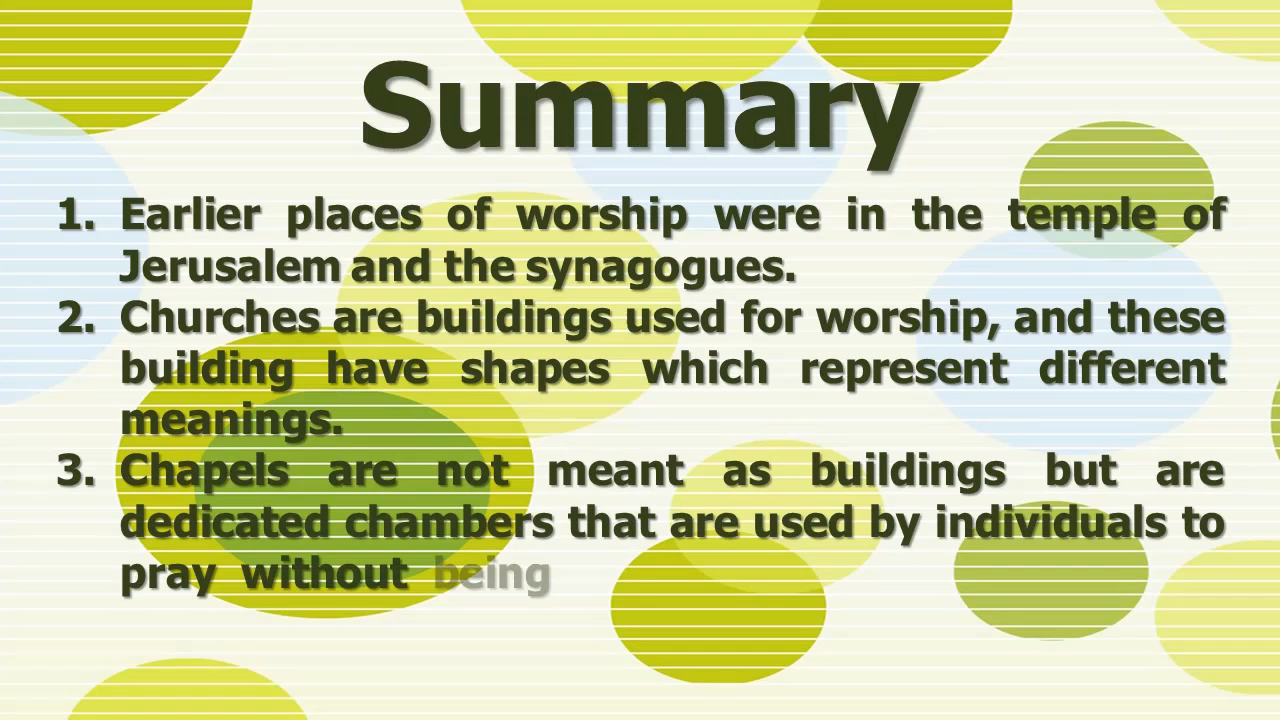 Summary
1. Earlier places of worship were in the temple of
Jerusalem and the synagogues.
2. Churches are buildings used for worship, and these
building have shapes which represent different
meanings.
3. Chapels are not meant as buildings but are
dedicated chambers that are used by individuals to
pray without being